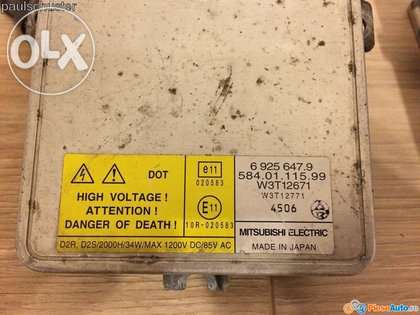 paulschuster
OLX
DOT
HIGH VOLTAGE !
ATTENTION !
DANGER OF DEATH !
D2R, D2S/2000H/34W/MAX 1200V DC/85V AC
e11
020583
E11
10R-020583
6 925 647.9
584.01.115.99
W3T12671
W3T12771
4S06
MITSUBISHI ELECTRIC
MADE IN JAPAN
PieseAuto.ro